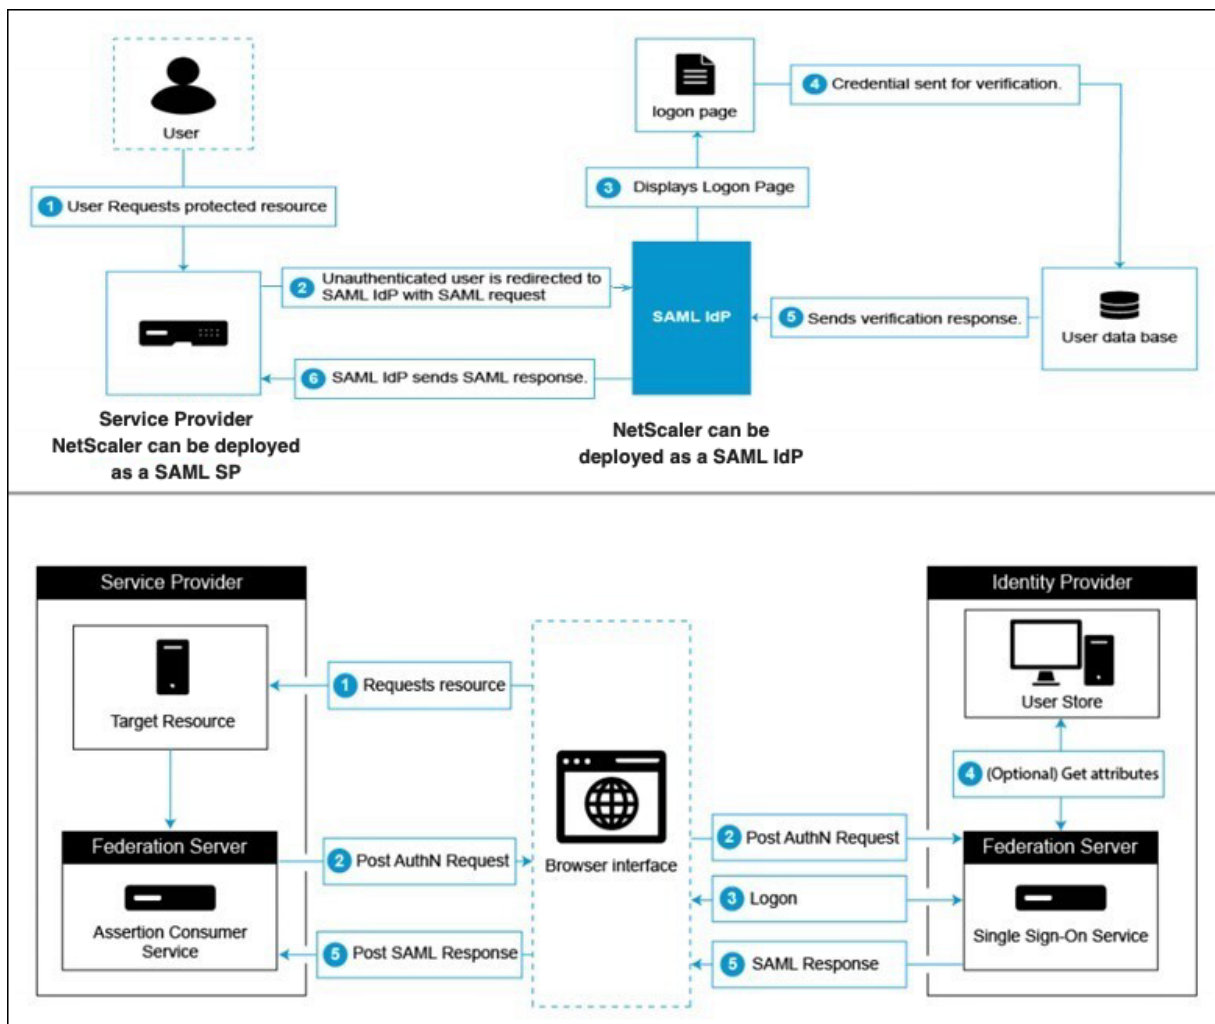 User
1 User Requests protected resource
Service Provider
NetScaler can be deployed
as a SAML SP
2 Unauthenticated user is redirected to
SAML IdP with SAML request
6 SAML IdP sends SAML response.
logon page
3 Displays Logon Page
SAML IdP
NetScaler can be
deployed as a SAML IdP
4 Credential sent for verification.
5 Sends verification response.
User data base
Service Provider
Target Resource
Federation Server
Assertion Consumer
Service
1 Requests resource
2 Post AuthN Request
5 Post SAML Response
Browser interface
2 Post AuthN Request
3 Logon
5 SAML Response
Identity Provider
User Store
4 (Optional) Get attributes
Federation Server
Single Sign-On Service